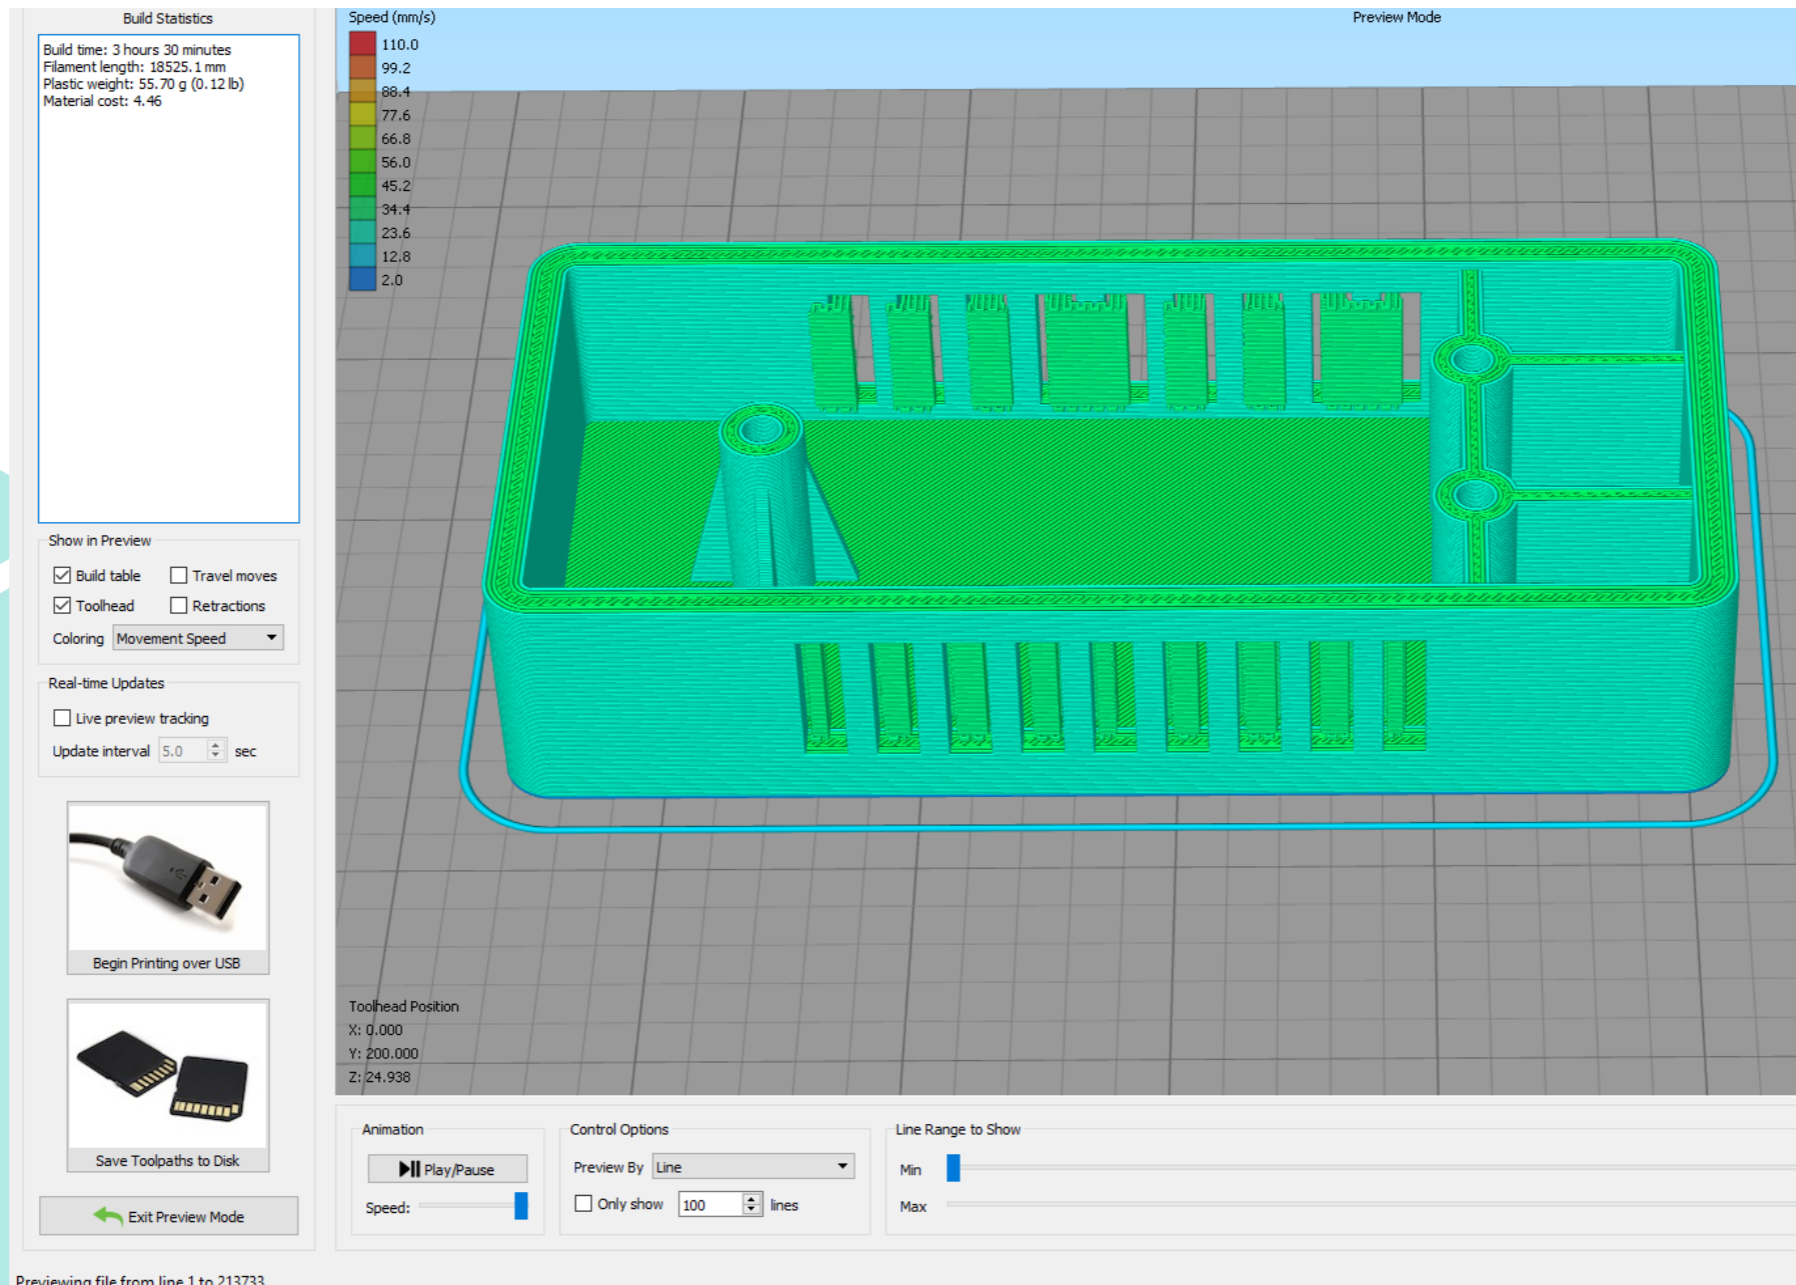 Build Statistics
Build time: 3 hours 30 minutes
Filament length: 18525.1 mm
Plastic weight: 55.70 g (0.12 lb)
Material cost: 4.46
Show in Preview
Build table
Travel moves
Toolhead
Retractions
Coloring Movement Speed
Real-time Updates
Live preview tracking
Update interval 5.0 sec
Begin Printing over USB
Save Toolpaths to Disk
Exit Preview Mode
Previewing file from line 1 to 213733
Speed (mm/s)
110.0
99.2
88.4
77.6
66.8
56.0
45.2
34.4
23.6
12.8
2.0
Preview Mode
Toolhead Position
X: 0.000
Y: 200.000
Z: 24.938
Animation
Play/Pause
Speed:
Control Options
Preview By Line
Only show 100 lines
Line Range to Show
Min
Max